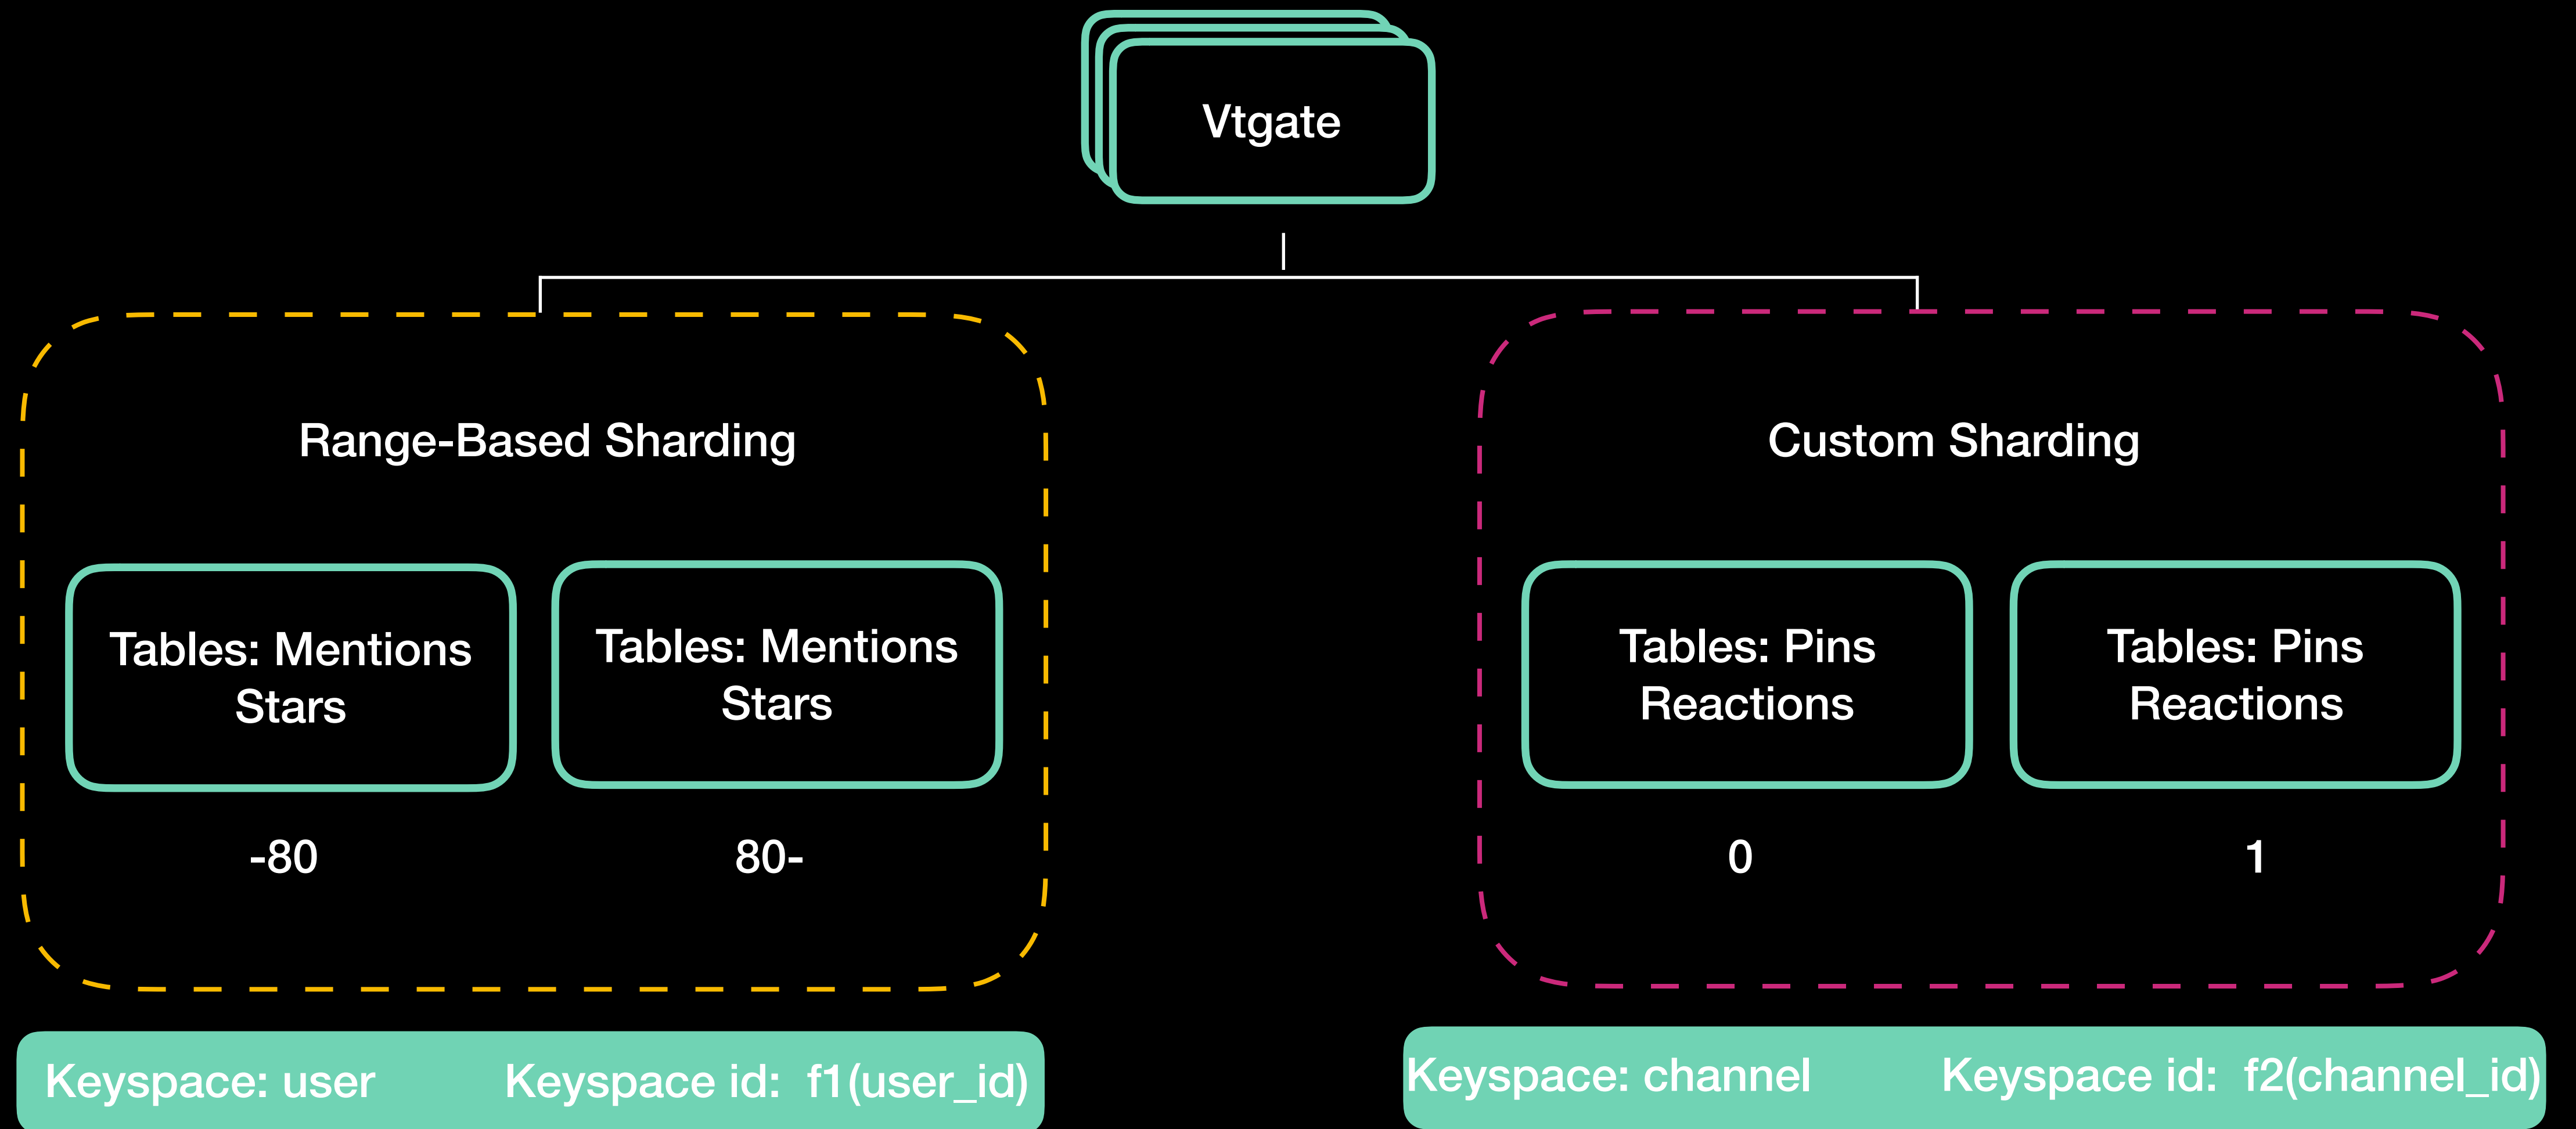 Vtgate
Range-Based Sharding
Custom Sharding
Tables: Mentions
Stars
Tables: Mentions
Stars
Tables: Pins
Reactions
Tables: Pins
Reactions
-80
80-
0
1
Keyspace: user
Keyspace id: f1(user_id)
Keyspace: channel
Keyspace id: f2(channel_id)